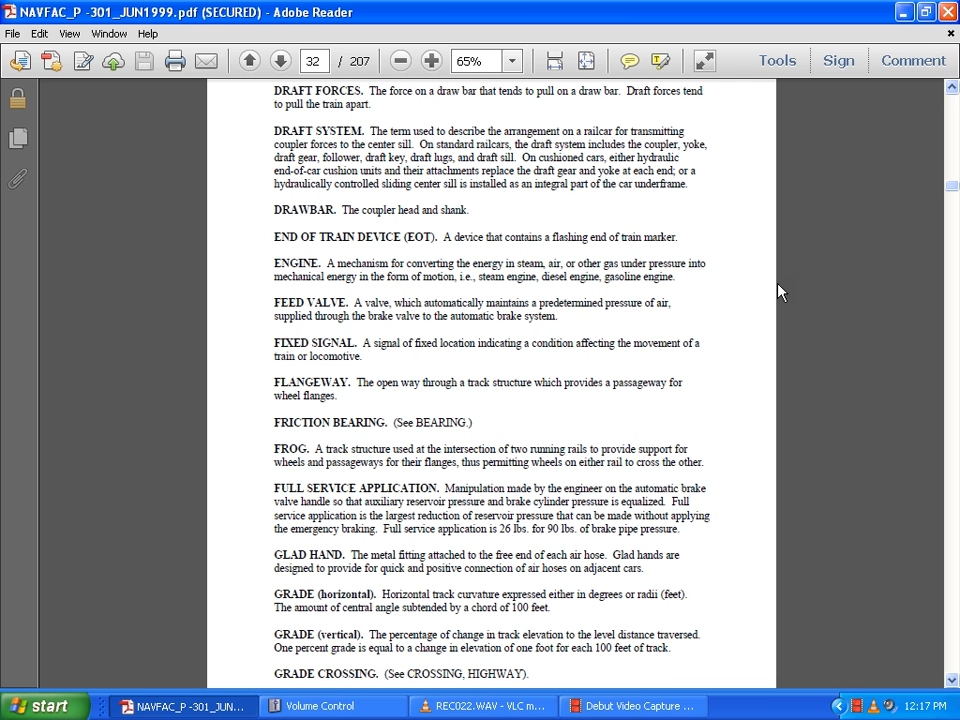 NAVFAC_P -301_JUN1999.pdf (SECURED) - Adobe Reader
File Edit View Window Help
32 / 207 65% Tools Sign Comment
DRAFT FORCES. The force on a draw bar that tends to pull on a draw bar. Draft forces tend
to pull the train apart.
DRAFT SYSTEM. The term used to describe the arrangement on a railcar for transmitting
coupler forces to the center sill. On standard railcars, the draft system includes the coupler, yoke,
draft gear, follower, draft key, draft lugs, and draft sill. On cushioned cars, either hydraulic
end-of-car cushion units and their attachments replace the draft gear and yoke at each end; or a
hydraulically controlled sliding center sill is installed as an integral part of the car underframe.
DRAWBAR. The coupler head and shank.
END OF TRAIN DEVICE (EOT). A device that contains a flashing end of train marker.
ENGINE. A mechanism for converting the energy in steam, air, or other gas under pressure into
mechanical energy in the form of motion, i.e., steam engine, diesel engine, gasoline engine.
FEED VALVE. A valve, which automatically maintains a predetermined pressure of air,
supplied through the brake valve to the automatic brake system.
FIXED SIGNAL. A signal of fixed location indicating a condition affecting the movement of a
train or locomotive.
FLANGEWAY. The open way through a track structure which provides a passageway for
wheel flanges.
FRICTION BEARING. (See BEARING.)
FROG. A track structure used at the intersection of two running rails to provide support for
wheels and passageways for their flanges, thus permitting wheels on either rail to cross the other.
FULL SERVICE APPLICATION. Manipulation made by the engineer on the automatic brake
valve handle so that auxiliary reservoir pressure and brake cylinder pressure is equalized. Full
service application is the largest reduction of reservoir pressure that can be made without applying
the emergency braking. Full service application is 26 lbs. for 90 lbs. of brake pipe pressure.
GLAD HAND. The metal fitting attached to the free end of each air hose. Glad hands are
designed to provide for quick and positive connection of air hoses on adjacent cars.
GRADE (horizontal). Horizontal track curvature expressed either in degrees or radii (feet).
The amount of central angle subtended by a chord of 100 feet.
GRADE (vertical). The percentage of change in track elevation to the level distance traversed.
One percent grade is equal to a change in elevation of one foot for each 100 feet of track.
GRADE CROSSING. (See CROSSING, HIGHWAY).
start NAVFAC_P -301_JUN... Volume Control REC022.WAV - VLC m... Debut Video Capture ... 12:17 PM